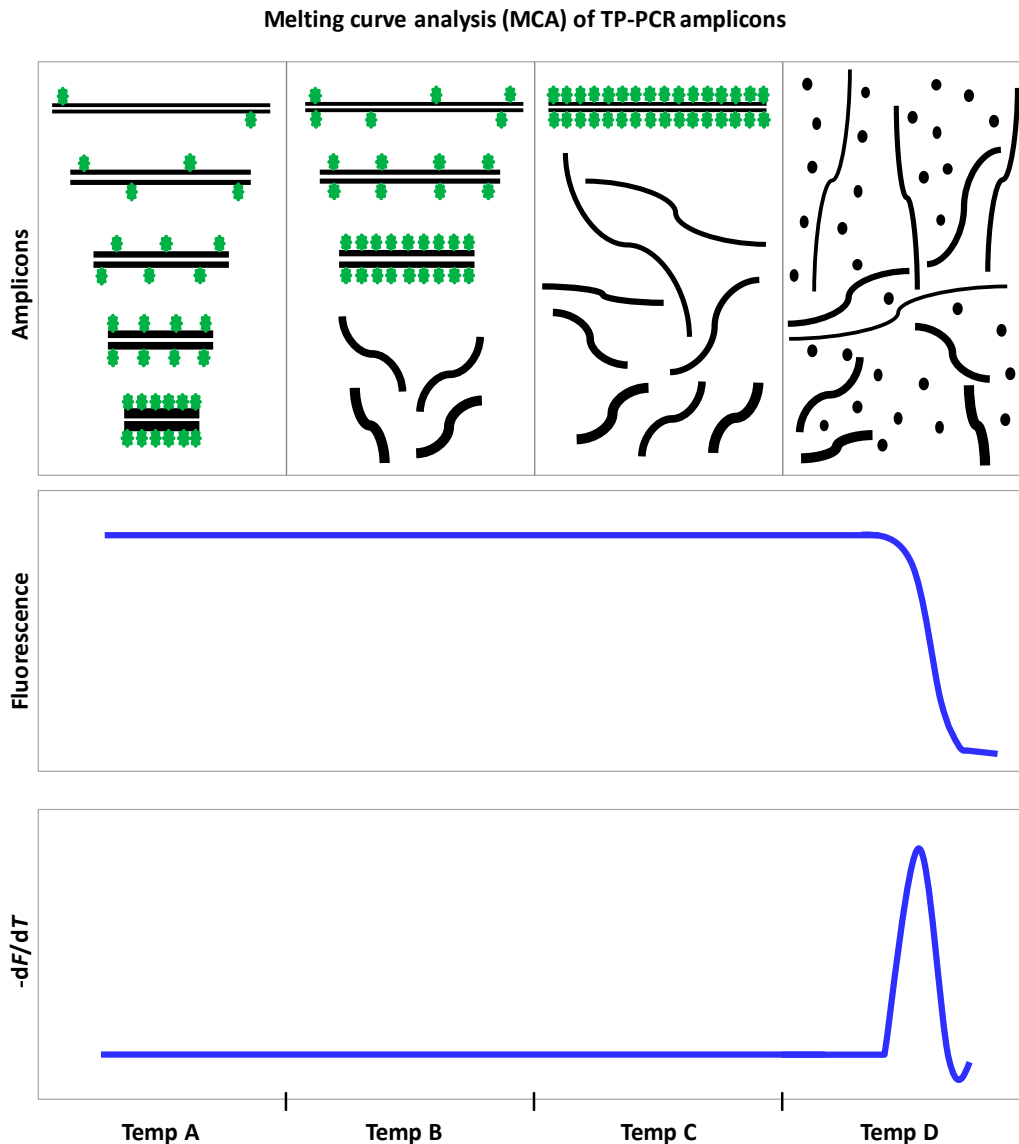 Melting curve analysis (MCA) of TP-PCR amplicons
Amplicons
Fluorescence
-dF/dT
Temp A
Temp B
Temp C
Temp D